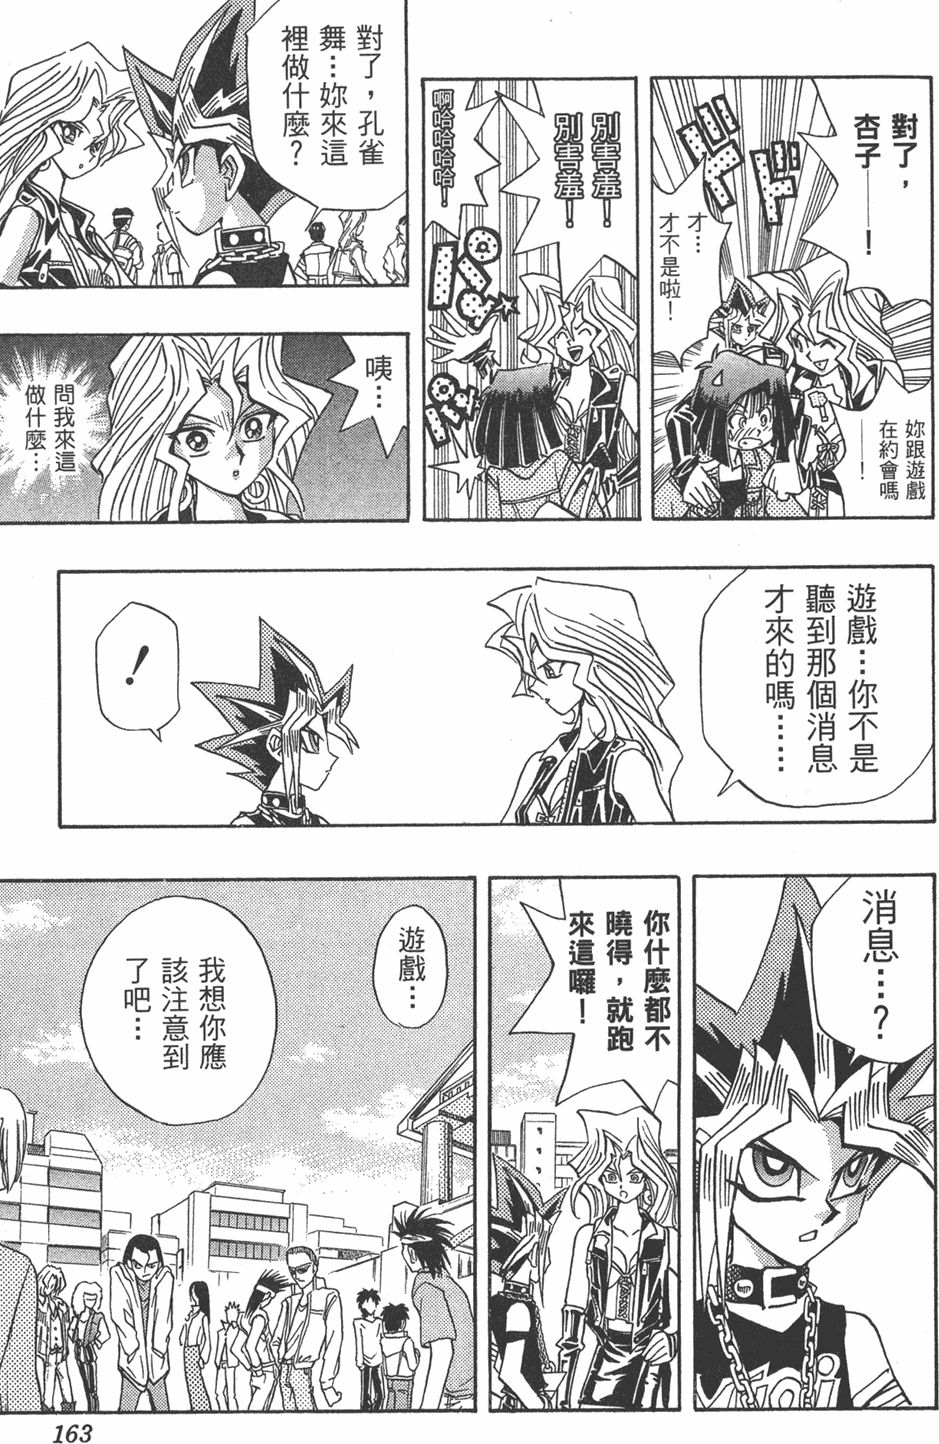 對了，
杏子——！
妳跟遊戲
在約會嗎
——！
才…
才不是啦！
ド
ド
別害羞！
別害羞！
啊哈哈哈哈！
對了，孔雀
舞…妳來這
裡做什麼？
咦…
問我來這
做什麼…
遊戲…你不是
聽到那個消息
才來的嗎……
！
消息…？
你什麼都不
曉得，就跑
來這囉！
遊戲…
我想你應
該注意到
了吧…
163